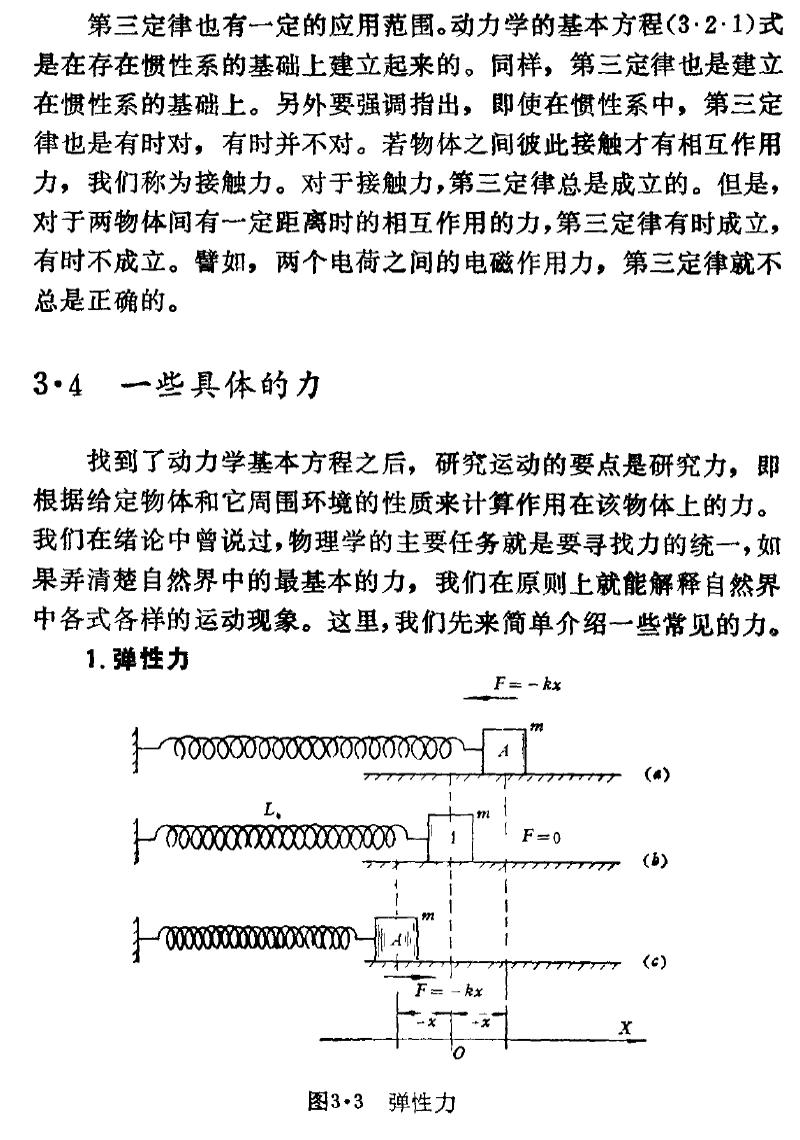 第三定律也有一定的应用范围。动力学的基本方程(3·2·1)式
是在存在惯性系的基础上建立起来的。同样，第三定律也是建立
在惯性系的基础上。另外要强调指出，即使在惯性系中，第三定
律也是有时对，有时并不对。若物体之间彼此接触才有相互作用
力，我们称为接触力。对于接触力，第三定律总是成立的。但是，
对于两物体间有一定距离时的相互作用的力，第三定律有时成立，
有时不成立。譬如，两个电荷之间的电磁作用力，第三定律就不
总是正确的。
3·4 一些具体的力
找到了动力学基本方程之后，研究运动的要点是研究力，即
根据给定物体和它周围环境的性质来计算作用在该物体上的力。
我们在绪论中曾说过，物理学的主要任务就是要寻找力的统一，如
果弄清楚自然界中的最基本的力，我们在原则上就能解释自然界
中各式各样的运动现象。这里，我们先来简单介绍一些常见的力。
1.弹性力
F=-kx
m
A
(a)
L
m
F=0
(b)
m
A
(c)
F=-kx
-x
x
X
O
图3·3 弹性力